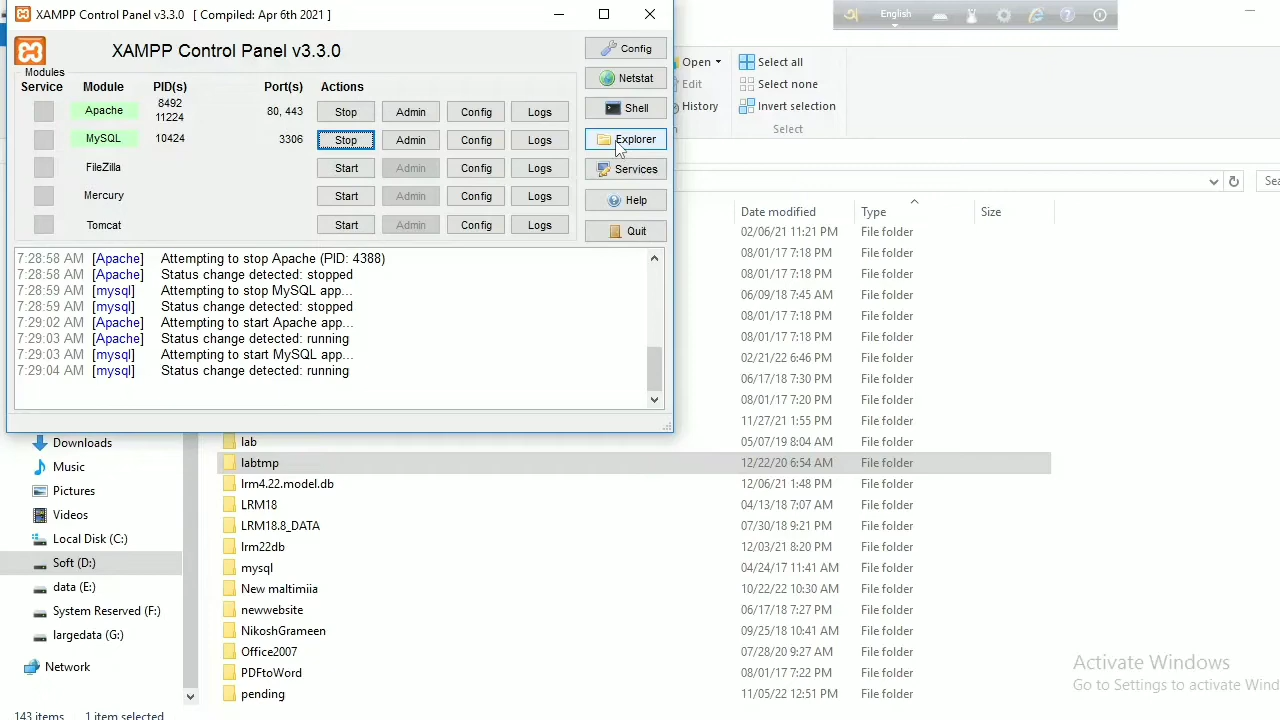 XAMPP Control Panel v3.3.0 [ Compiled: Apr 6th 2021 ]
English
XAMPP Control Panel v3.3.0
Config
Modules
Service Module PID(s) Port(s) Actions
Netstat
Apache 8492 11224 80, 443 Stop Admin Config Logs
Shell
MySQL 10424 3306 Stop Admin Config Logs
Explorer
FileZilla Start Admin Config Logs
Services
Mercury Start Admin Config Logs
Help
Tomcat Start Admin Config Logs
Quit
7:28:58 AM [Apache] Attempting to stop Apache (PID: 4388)
7:28:58 AM [Apache] Status change detected: stopped
7:28:59 AM [mysql] Attempting to stop MySQL app...
7:28:59 AM [mysql] Status change detected: stopped
7:29:02 AM [Apache] Attempting to start Apache app...
7:29:03 AM [Apache] Status change detected: running
7:29:03 AM [mysql] Attempting to start MySQL app...
7:29:04 AM [mysql] Status change detected: running
Open Select all
Edit Select none
History Invert selection
Select
Date modified Type Size
02/06/21 11:21 PM File folder
08/01/17 7:18 PM File folder
08/01/17 7:18 PM File folder
06/09/18 7:45 AM File folder
08/01/17 7:18 PM File folder
08/01/17 7:18 PM File folder
02/21/22 6:46 PM File folder
06/17/18 7:30 PM File folder
08/01/17 7:20 PM File folder
11/27/21 1:55 PM File folder
lab 05/07/19 8:04 AM File folder
labtmp 12/22/20 6:54 AM File folder
lrm4.22.model.db 12/06/21 1:48 PM File folder
LRM18 04/13/18 7:07 AM File folder
LRM18.8_DATA 07/30/18 9:21 PM File folder
lrm22db 12/03/21 8:20 PM File folder
mysql 04/24/17 11:41 AM File folder
New maltimiia 10/22/22 10:30 AM File folder
newwebsite 06/17/18 7:27 PM File folder
NikoshGrameen 09/25/18 10:41 AM File folder
Office2007 07/28/20 9:27 AM File folder
PDFtoWord 08/01/17 7:22 PM File folder
pending 11/05/22 12:51 PM File folder
Downloads
Music
Pictures
Videos
Local Disk (C:)
Soft (D:)
data (E:)
System Reserved (F:)
largedata (G:)
Network
143 items 1 item selected
Activate Windows
Go to Settings to activate Wind